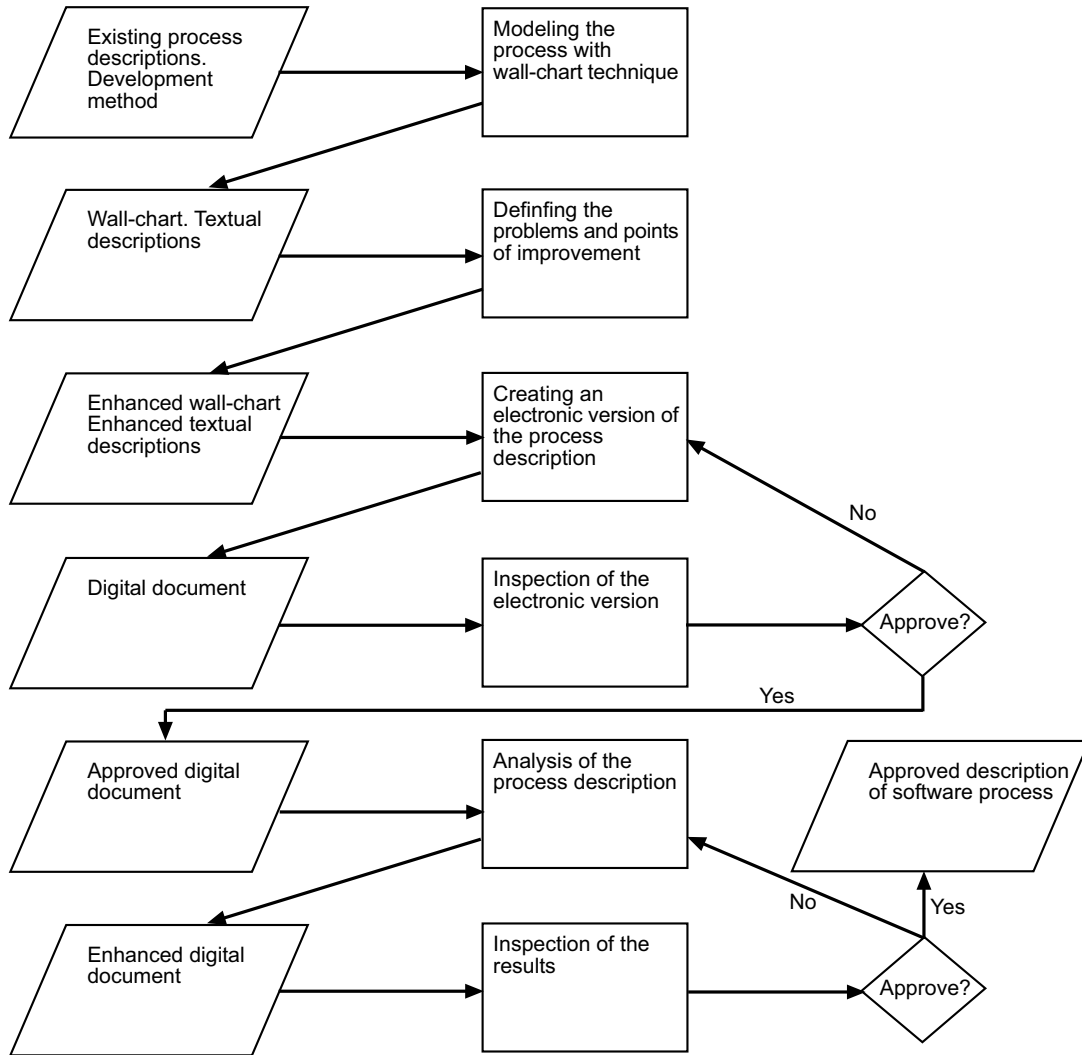 Existing process
descriptions.
Development
method
Modeling the
process with
wall-chart technique
Wall-chart. Textual
descriptions
Definfing the
problems and points
of improvement
Enhanced wall-chart
Enhanced textual
descriptions
Creating an
electronic version of
the process
description
No
Digital document
Inspection of the
electronic version
Approve?
Yes
Approved digital
document
Analysis of the
process description
Approved description
of software process
No
Yes
Enhanced digital
document
Inspection of the
results
Approve?